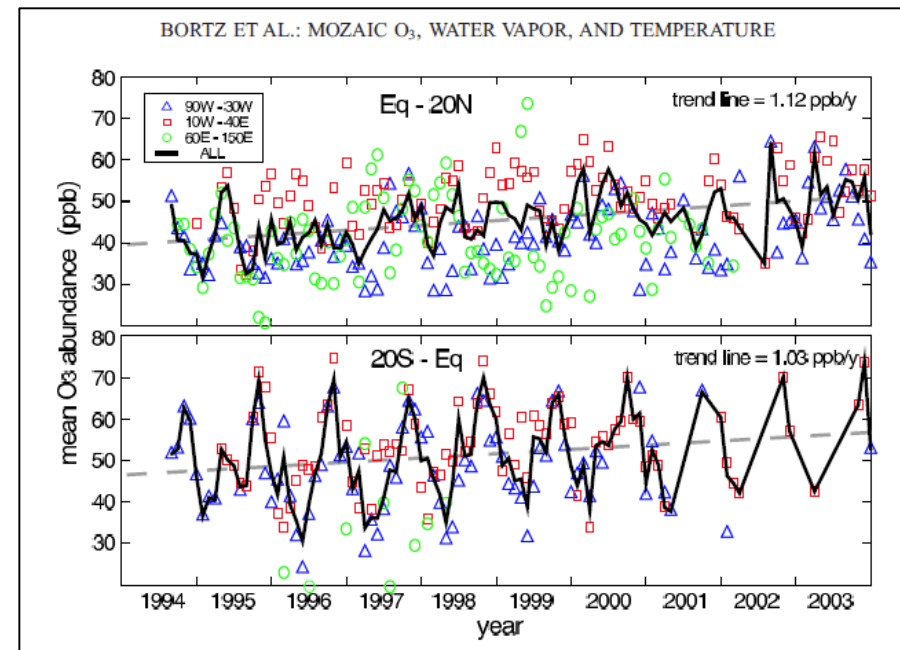 BORTZ ET AL.: MOZAIC O₃, WATER VAPOR, AND TEMPERATURE
80
70
60
50
40
30
90W - 30W
10W - 40E
60E - 150E
ALL
Eq - 20N
trend line = 1.12 ppb/y
mean O₃ abundance (ppb)
80
70
60
50
40
30
20S - Eq
trend line = 1.03 ppb/y
1994 1995 1996 1997 1998 1999 2000 2001 2002 2003
year